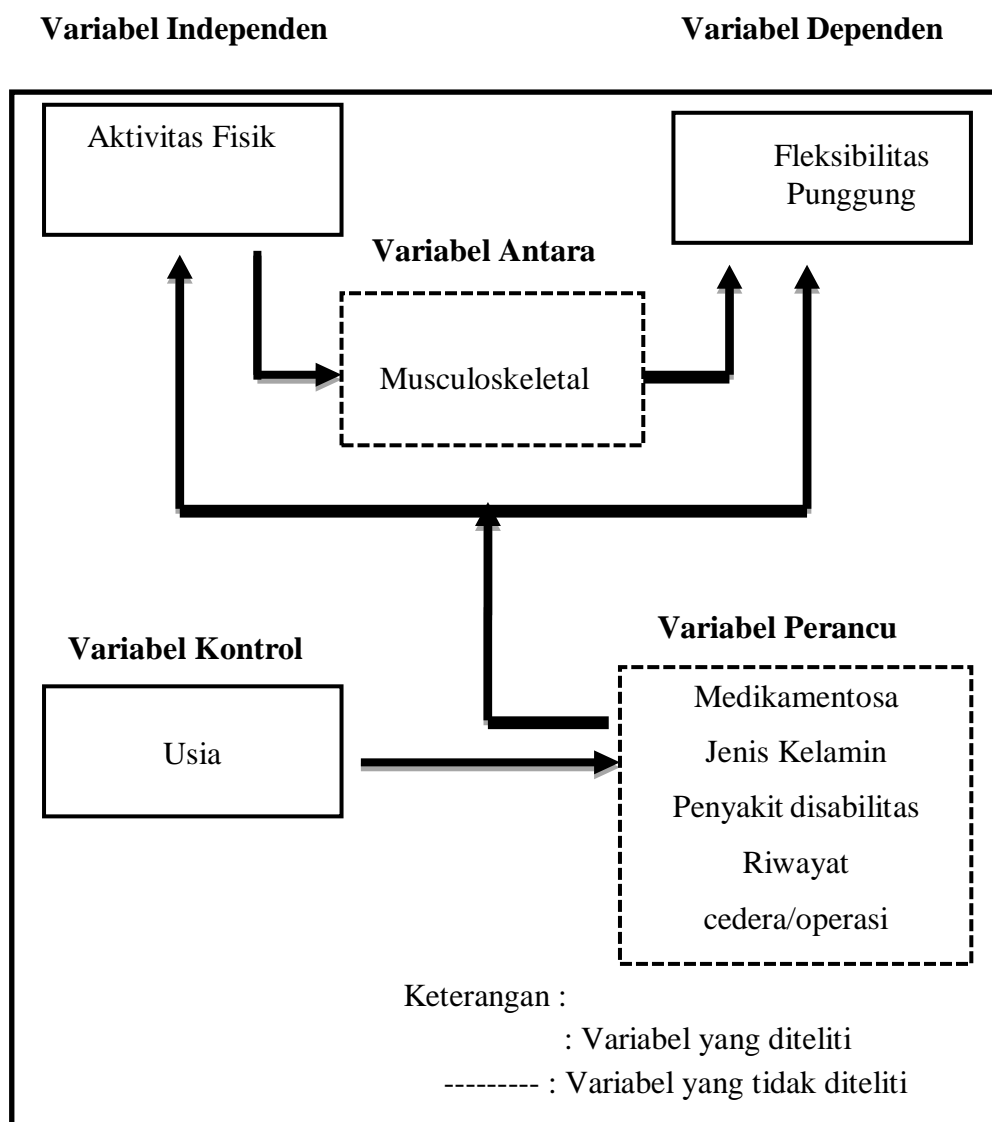 Variabel Independen
Variabel Dependen
Aktivitas Fisik
Fleksibilitas
Punggung
Variabel Antara
Musculoskeletal
Variabel Kontrol
Usia
Variabel Perancu
Medikamentosa
Jenis Kelamin
Penyakit disabilitas
Riwayat
cedera/operasi
Keterangan :
: Variabel yang diteliti
--------- : Variabel yang tidak diteliti